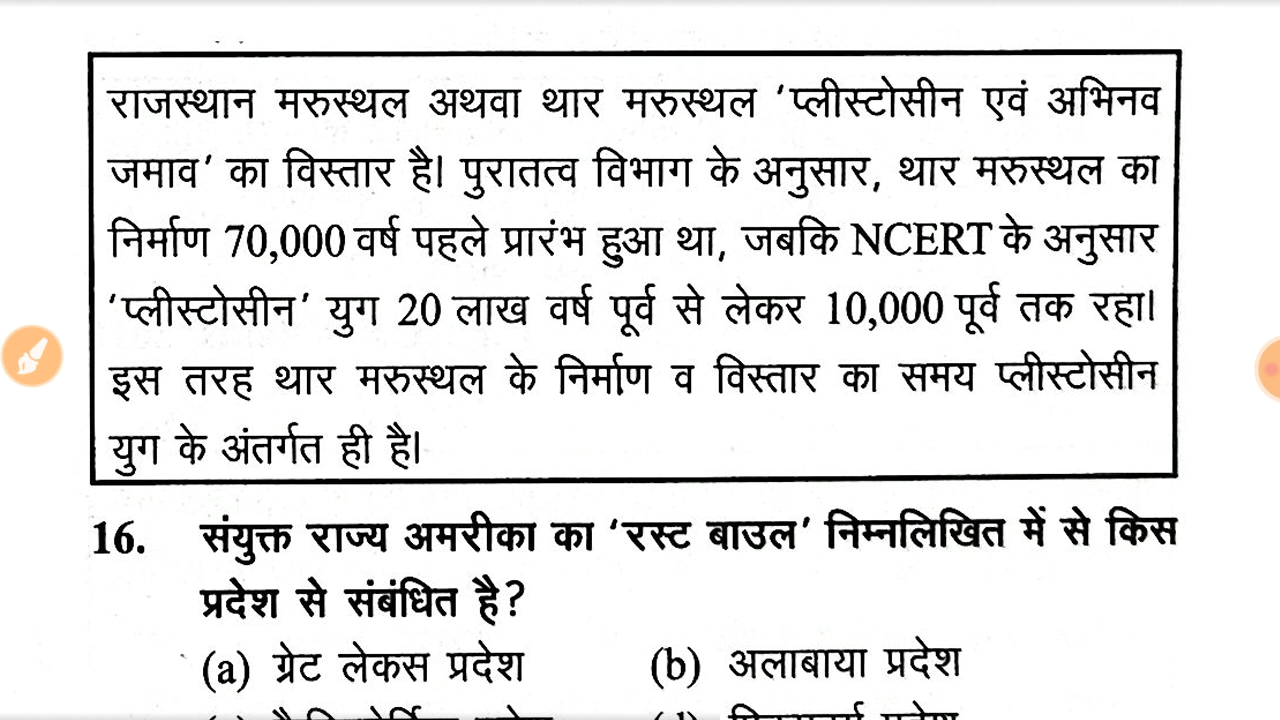 राजस्थान मरुस्थल अथवा थार मरुस्थल ‘प्लीस्टोसीन एवं अभिनव
जमाव’ का विस्तार है। पुरातत्व विभाग के अनुसार, थार मरुस्थल का
निर्माण 70,000 वर्ष पहले प्रारंभ हुआ था, जबकि NCERT के अनुसार
‘प्लीस्टोसीन’ युग 20 लाख वर्ष पूर्व से लेकर 10,000 पूर्व तक रहा।
इस तरह थार मरुस्थल के निर्माण व विस्तार का समय प्लीस्टोसीन
युग के अंतर्गत ही है।
16. संयुक्त राज्य अमरीका का ‘रस्ट बाउल’ निम्नलिखित में से किस
प्रदेश से संबंधित है?
(a) ग्रेट लेकस प्रदेश (b) अलाबाया प्रदेश